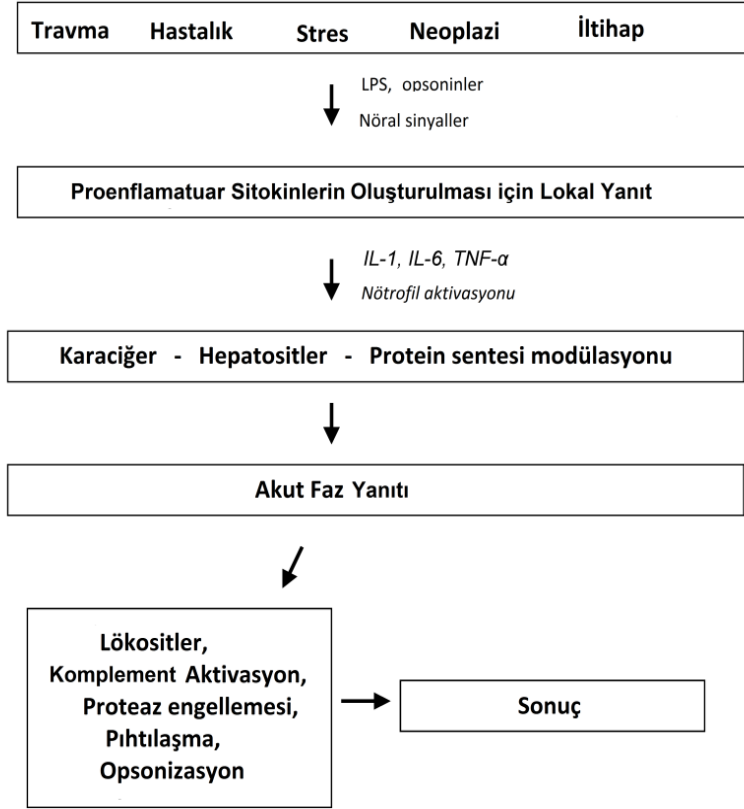 Travma Hastalık Stres Neoplazi İltihap
LPS, opsoninler
Nöral sinyaller
Proenflamatuar Sitokinlerin Oluşturulması için Lokal Yanıt
IL-1, IL-6, TNF-α
Nötrofil aktivasyonu
Karaciğer - Hepatositler - Protein sentesi modülasyonu
Akut Faz Yanıtı
Lökositler,
Komplement Aktivasyon,
Proteaz engellemesi,
Pıhtılaşma,
Opsonizasyon
Sonuç